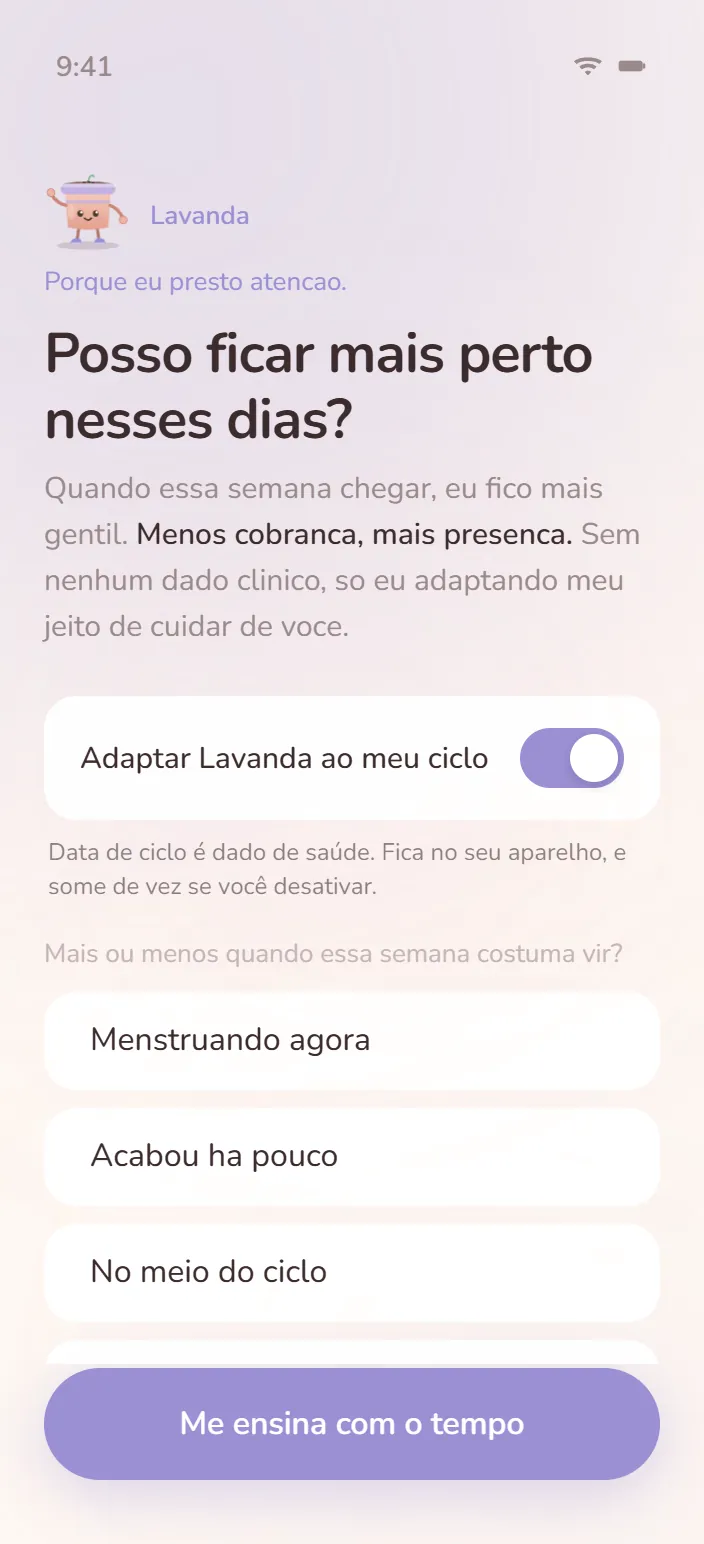 9:41
Lavanda
Porque eu presto atencao.
Posso ficar mais perto
nesses dias?
Quando essa semana chegar, eu fico mais
gentil. Menos cobranca, mais presenca. Sem
nenhum dado clinico, so eu adaptando meu
jeito de cuidar de voce.
Adaptar Lavanda ao meu ciclo
Data de ciclo é dado de saúde. Fica no seu aparelho, e
some de vez se você desativar.
Mais ou menos quando essa semana costuma vir?
Menstruando agora
Acabou ha pouco
No meio do ciclo
Me ensina com o tempo